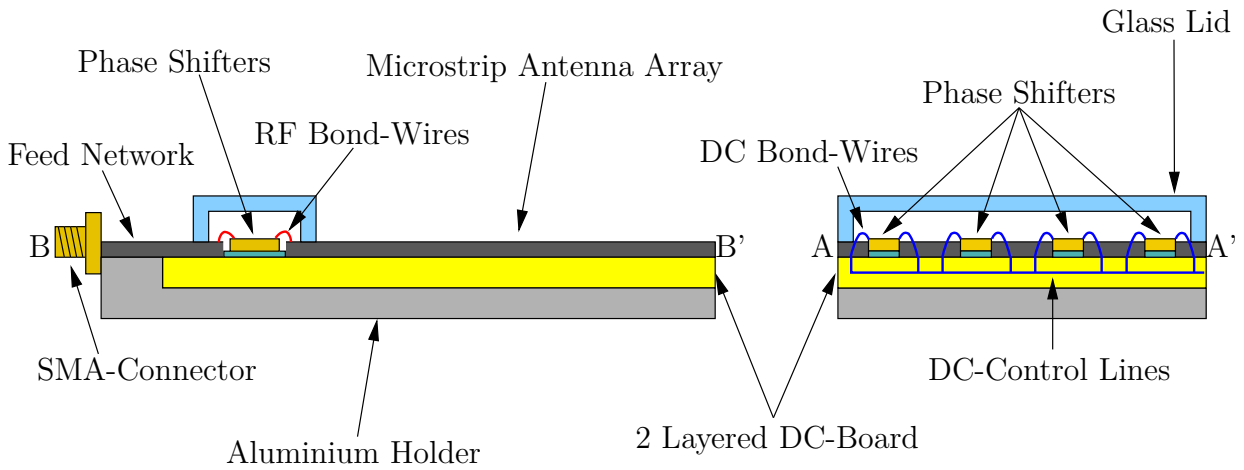 Glass Lid
Phase Shifters
Microstrip Antenna Array
Phase Shifters
RF Bond-Wires
DC Bond-Wires
Feed Network
B
B'
A
A'
SMA-Connector
DC-Control Lines
Aluminium Holder
2 Layered DC-Board